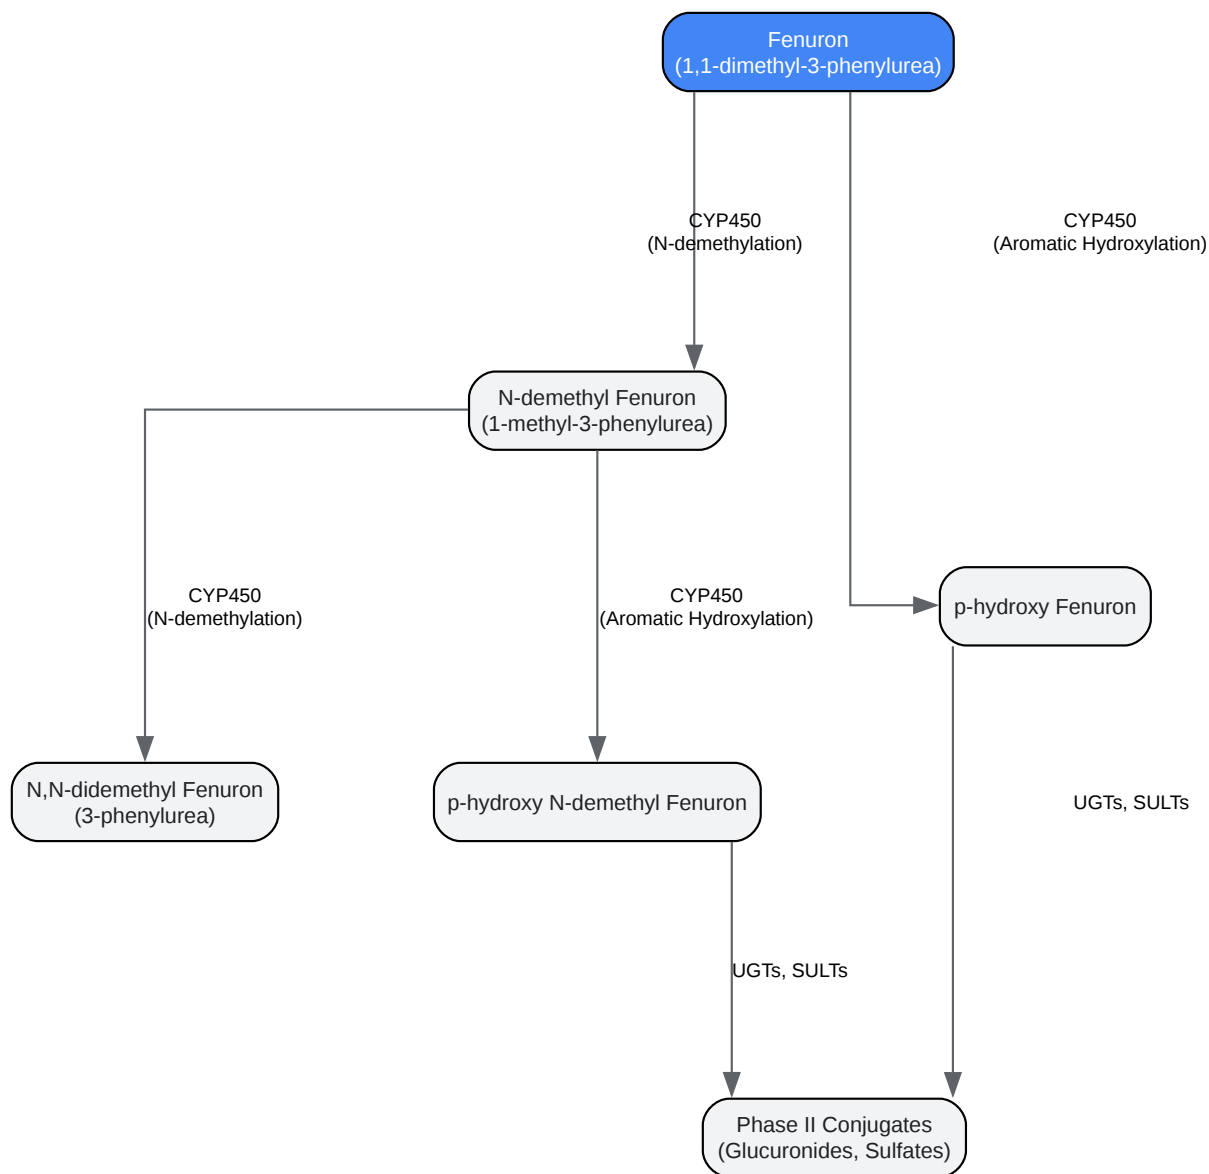 Fenuron
(1,1-dimethyl-3-phenylurea)
CYP450
(N-demethylation)
CYP450
(Aromatic Hydroxylation)
N-demethyl Fenuron
(1-methyl-3-phenylurea)
CYP450
(N-demethylation)
CYP450
(Aromatic Hydroxylation)
p-hydroxy Fenuron
N,N-didemethyl Fenuron
(3-phenylurea)
p-hydroxy N-demethyl Fenuron
UGTs, SULTs
UGTs, SULTs
Phase II Conjugates
(Glucuronides, Sulfates)